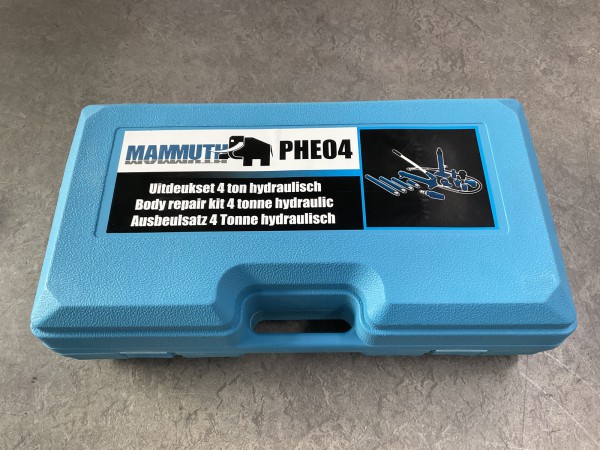 MAMMUTH PHE04
Uitdeukset 4 ton hydraulisch
Body repair kit 4 tonne hydraulic
Ausbeulsatz 4 Tonne hydraulisch